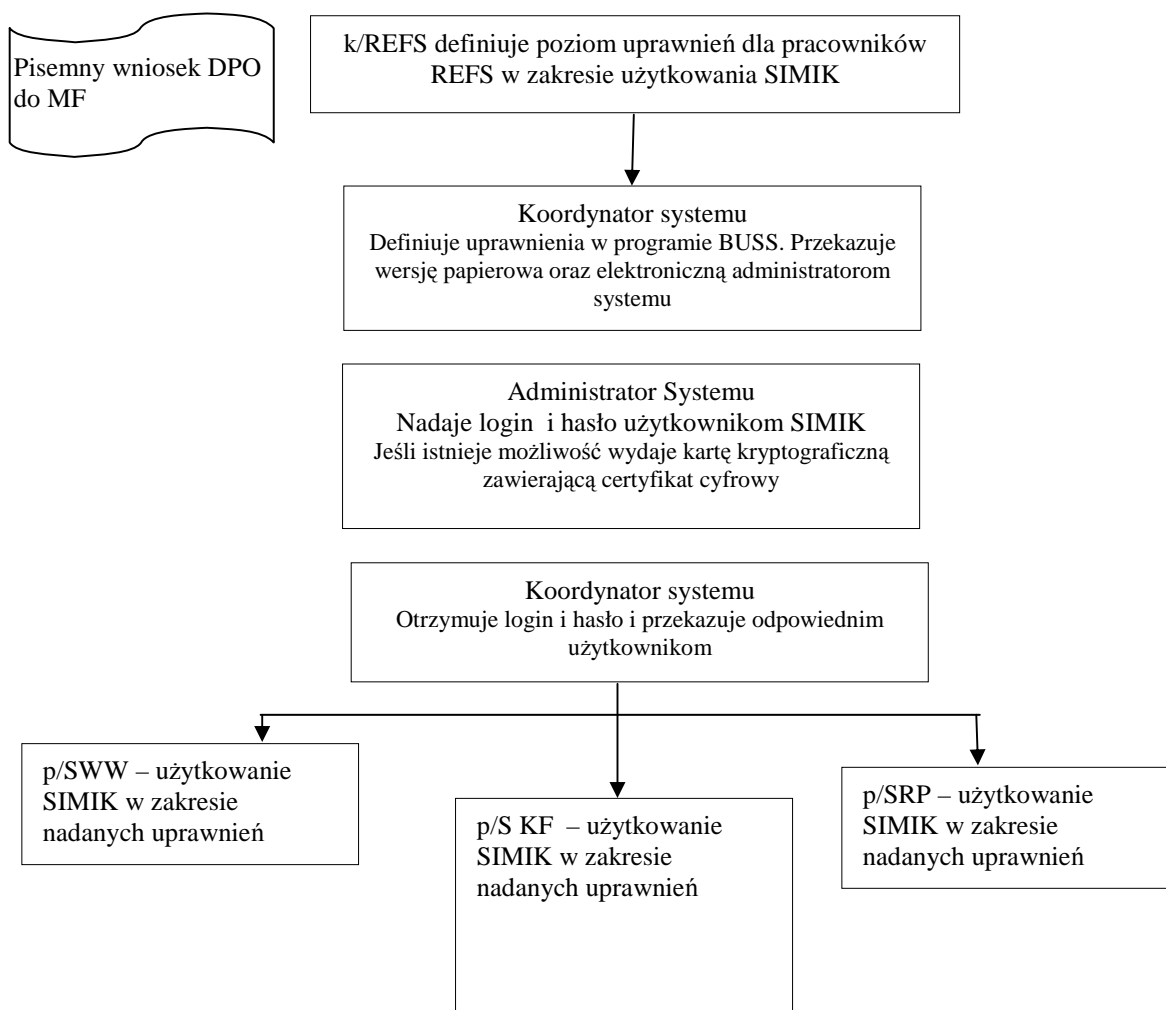 Pisemny wniosek DPO
do MF
k/REFS definiuje poziom uprawnień dla pracowników
REFS w zakresie użytkowania SIMIK
Koordynator systemu
Definiuje uprawnienia w programie BUSS. Przekazuje
wersję papierowa oraz elektroniczną administratorom
systemu
Administrator Systemu
Nadaje login i hasło użytkownikom SIMIK
Jeśli istnieje możliwość wydaje kartę kryptograficzną
zawierającą certyfikat cyfrowy
Koordynator systemu
Otrzymuje login i hasło i przekazuje odpowiednim
użytkownikom
p/SWW – użytkowanie
SIMIK w zakresie
nadanych uprawnień
p/S KF – użytkowanie
SIMIK w zakresie
nadanych uprawnień
p/SRP – użytkowanie
SIMIK w zakresie
nadanych uprawnień